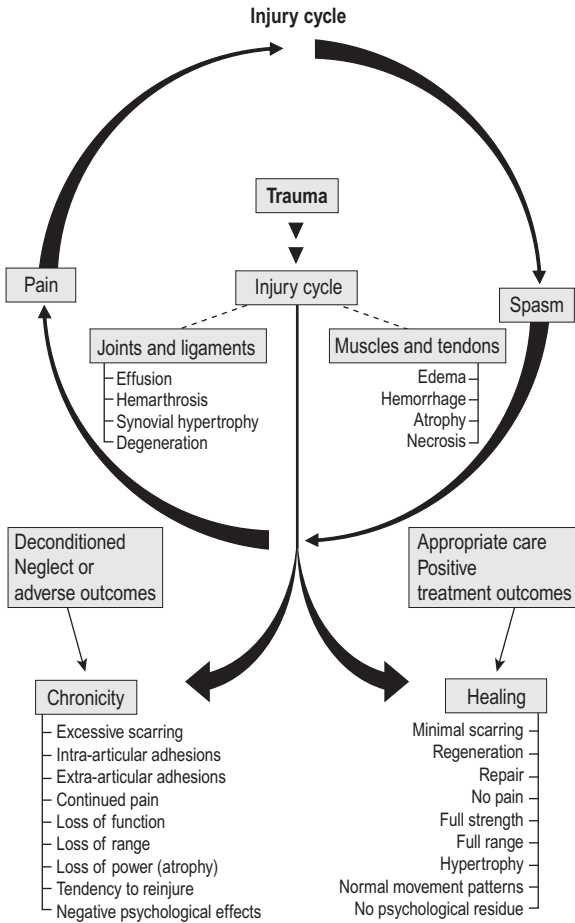 Injury cycle
Trauma
Pain
Injury cycle
Spasm
Joints and ligaments
Effusion
Hemarthrosis
Synovial hypertrophy
Degeneration
Muscles and tendons
Edema
Hemorrhage
Atrophy
Necrosis
Deconditioned
Neglect or
adverse outcomes
Appropriate care
Positive
treatment outcomes
Chronicity
Excessive scarring
Intra-articular adhesions
Extra-articular adhesions
Continued pain
Loss of function
Loss of range
Loss of power (atrophy)
Tendency to reinjure
Negative psychological effects
Healing
Minimal scarring
Regeneration
Repair
No pain
Full strength
Full range
Hypertrophy
Normal movement patterns
No psychological residue